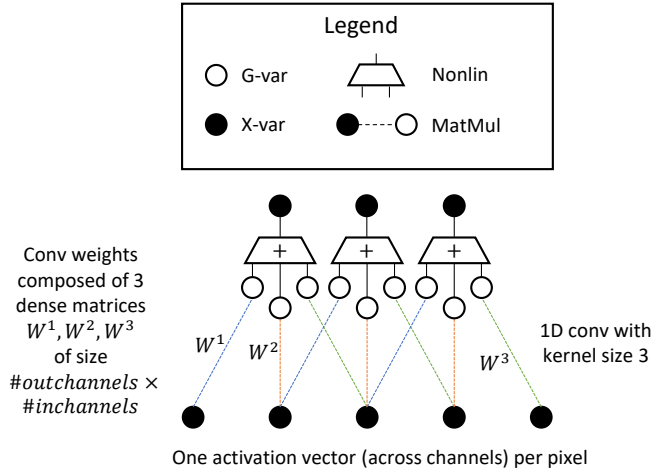 Legend
G-var
Nonlin
X-var
MatMul
+ + +
Conv weights
composed of 3
dense matrices
W¹, W², W³
of size
#outchannels ×
#inchannels
W¹
W²
W³
1D conv with
kernel size 3
One activation vector (across channels) per pixel